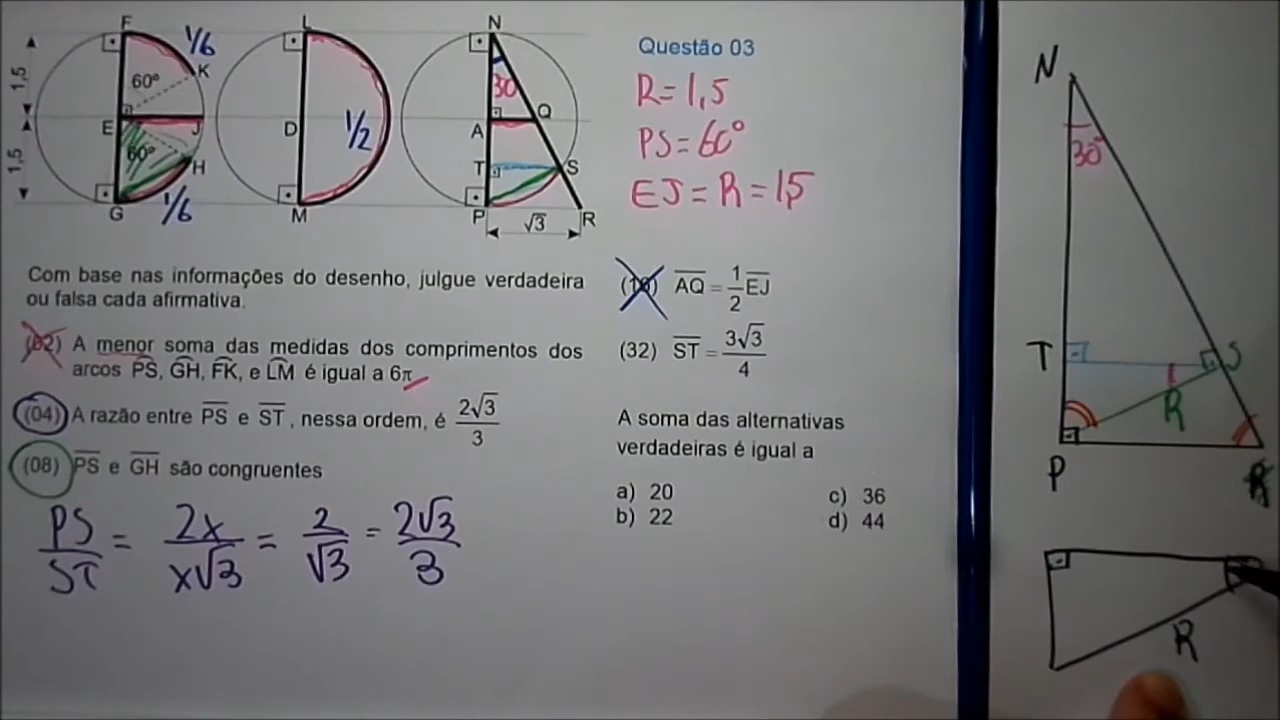 F
1/6
K
60º
1,5
E
J
60º
1,5
H
G
1/6
L
D
1/2
M
N
30
A
Q
T
S
P
R
√3
Questão 03
R = 1,5
PS = 60°
EJ = R = 1,5
Com base nas informações do desenho, julgue verdadeira
ou falsa cada afirmativa.
(02) A menor soma das medidas dos comprimentos dos
arcos PS, GH, FK, e LM é igual a 6π
(04) A razão entre PS e ST, nessa ordem, é 2√3/3
(08) PS e GH são congruentes
PS/ST = 2x/x√3 = 2/√3 = 2√3/3
(16) AQ = 1/2 EJ
(32) ST = 3√3/4
A soma das alternativas
verdadeiras é igual a
a) 20
b) 22
c) 36
d) 44
N
30°
T
S
R
P
R
R